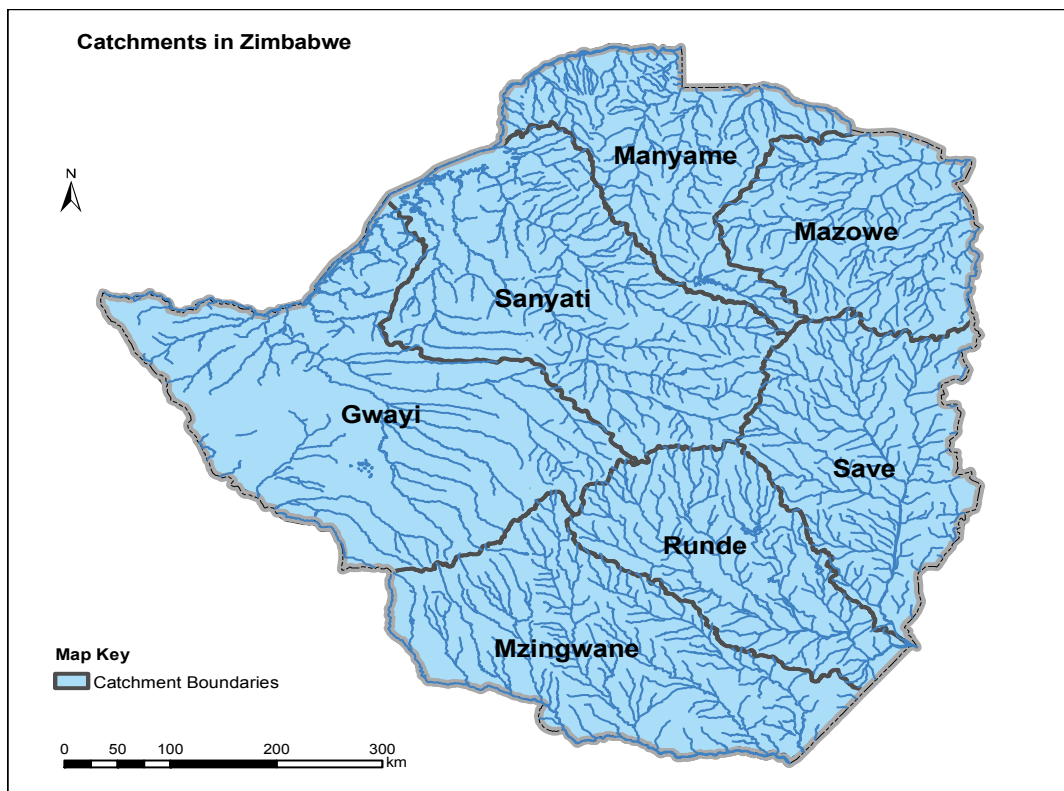 Catchments in Zimbabwe
N
Manyame
Mazowe
Sanyati
Gwayi
Save
Runde
Mzingwane
Map Key
Catchment Boundaries
0 50 100 200 300
km